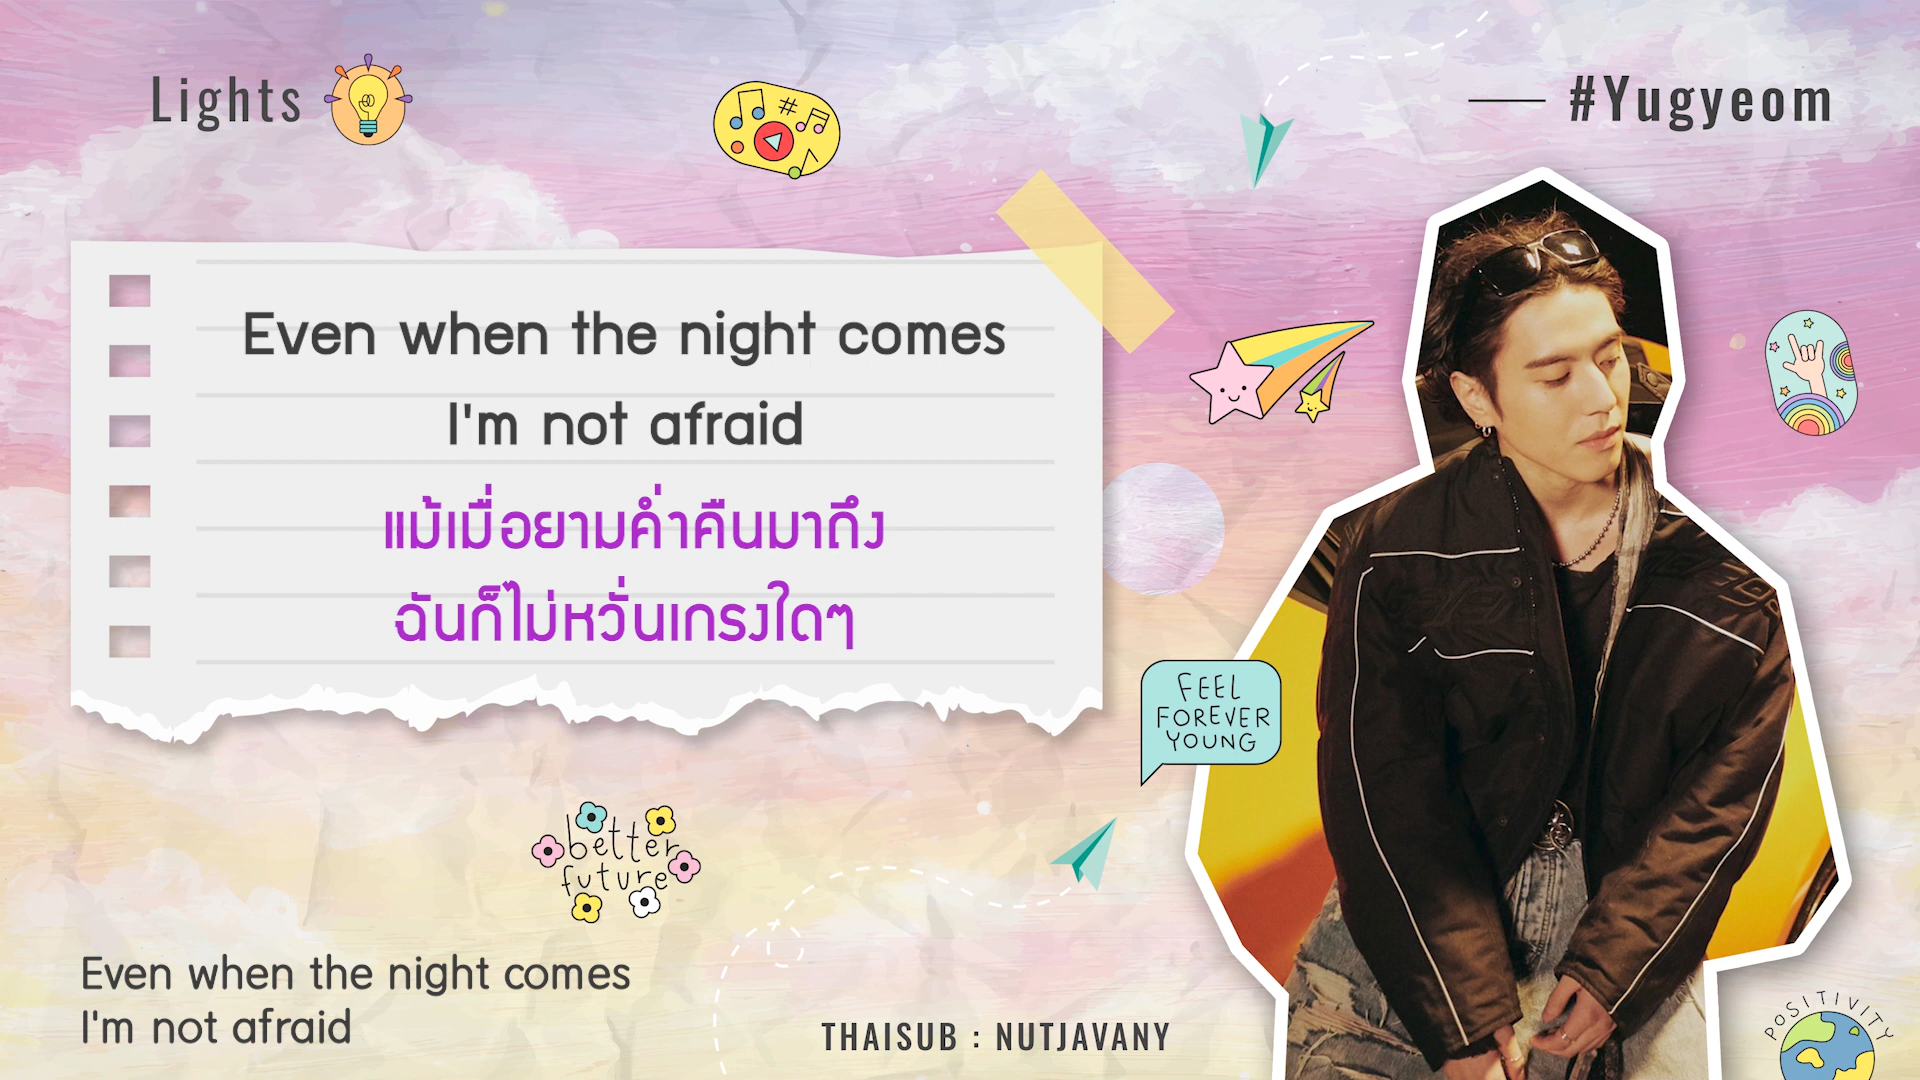 Lights
#Yugyeom
Even when the night comes
I'm not afraid
แม้เมื่อยามค่ำคืนมาถึง
ฉันก็ไม่หวั่นเกรงใดๆ
FEEL
FOREVER
YOUNG
better
future
Even when the night comes
I'm not afraid
THAISUB : NUTJAVANY
POSITIVITY